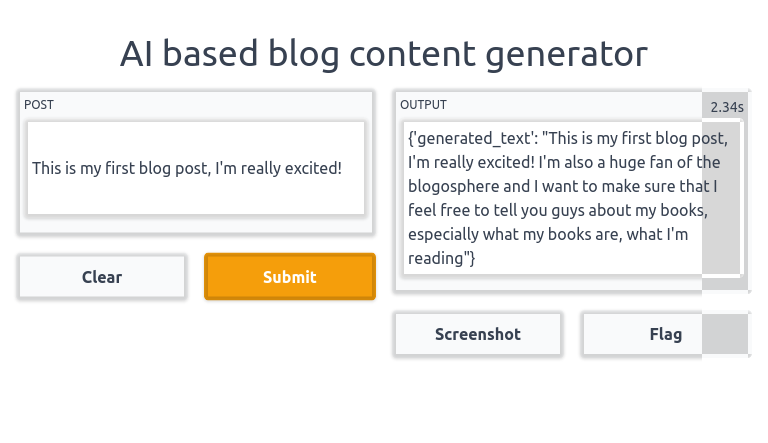 AI based blog content generator
POST
This is my first blog post, I'm really excited!
Clear
Submit
OUTPUT
2.34s
{'generated_text': "This is my first blog post,
I'm really excited! I'm also a huge fan of the
blogosphere and I want to make sure that I
feel free to tell you guys about my books,
especially what my books are, what I'm
reading"}
Screenshot
Flag